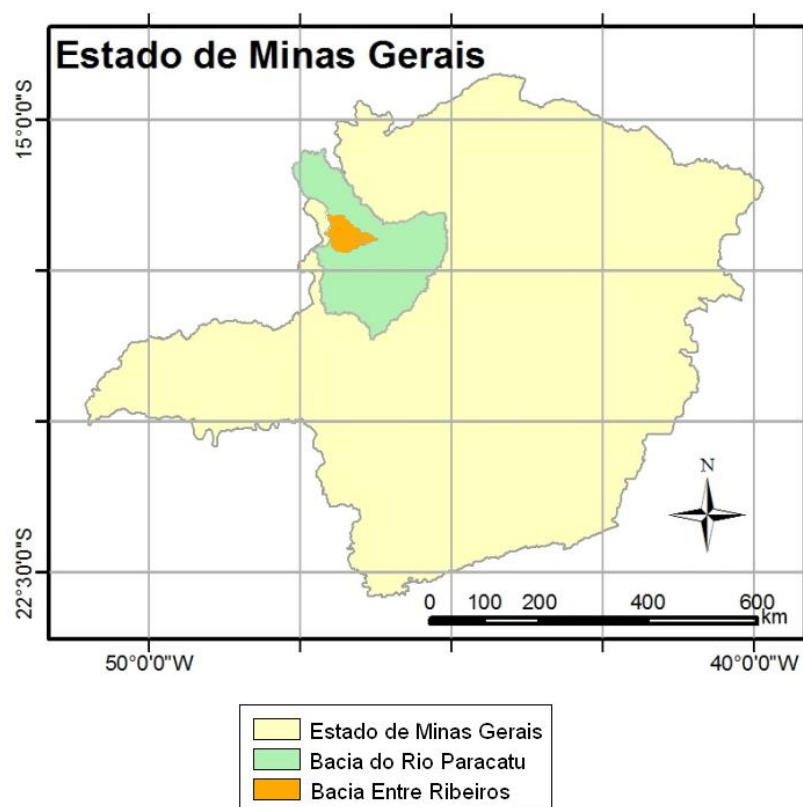 Estado de Minas Gerais
15°0'0"S
N
22°30'0"S
0 100 200 400 600
km
50°0'0"W 40°0'0"W
Estado de Minas Gerais
Bacia do Rio Paracatu
Bacia Entre Ribeiros